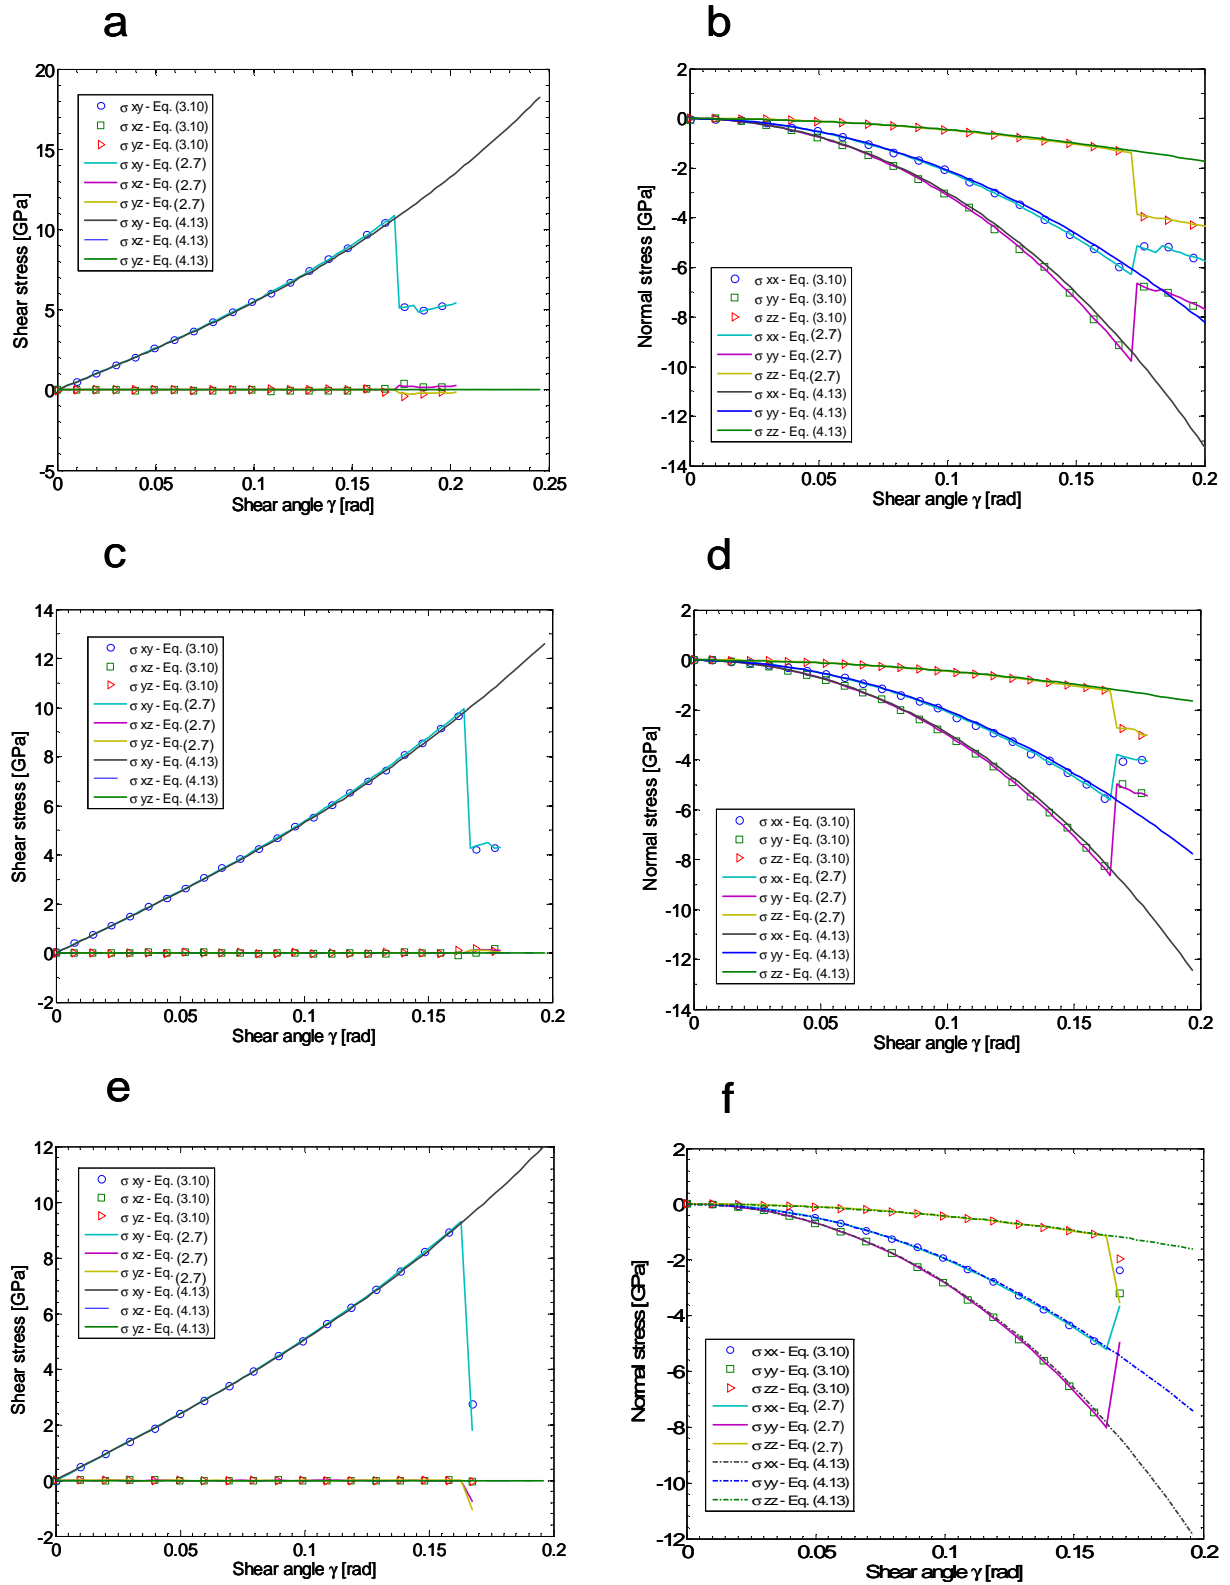 a
20
15
10
5
0
-5
0
0.05
0.1
0.15
0.2
0.25
Shear stress [GPa]
Shear angle γ [rad]
σ xy - Eq. (3.10)
σ xz - Eq. (3.10)
σ yz - Eq. (3.10)
σ xy - Eq. (2.7)
σ xz - Eq. (2.7)
σ yz - Eq. (2.7)
σ xy - Eq. (4.13)
σ xz - Eq. (4.13)
σ yz - Eq. (4.13)
b
2
0
-2
-4
-6
-8
-10
-12
-14
0
0.05
0.1
0.15
0.2
Normal stress [GPa]
Shear angle γ [rad]
σ xx - Eq. (3.10)
σ yy - Eq. (3.10)
σ zz - Eq. (3.10)
σ xx - Eq. (2.7)
σ yy - Eq. (2.7)
σ zz - Eq. (2.7)
σ xx - Eq. (4.13)
σ yy - Eq. (4.13)
σ zz - Eq. (4.13)
c
14
12
10
8
6
4
2
0
-2
0
0.05
0.1
0.15
0.2
Shear stress [GPa]
Shear angle γ [rad]
σ xy - Eq. (3.10)
σ xz - Eq. (3.10)
σ yz - Eq. (3.10)
σ xy - Eq. (2.7)
σ xz - Eq. (2.7)
σ yz - Eq. (2.7)
σ xy - Eq. (4.13)
σ xz - Eq. (4.13)
σ yz - Eq. (4.13)
d
2
0
-2
-4
-6
-8
-10
-12
-14
0
0.05
0.1
0.15
0.2
Normal stress [GPa]
Shear angle γ [rad]
σ xx - Eq. (3.10)
σ yy - Eq. (3.10)
σ zz - Eq. (3.10)
σ xx - Eq. (2.7)
σ yy - Eq. (2.7)
σ zz - Eq. (2.7)
σ xx - Eq. (4.13)
σ yy - Eq. (4.13)
σ zz - Eq. (4.13)
e
12
10
8
6
4
2
0
-2
0
0.05
0.1
0.15
0.2
Shear stress [GPa]
Shear angle γ [rad]
σ xy - Eq. (3.10)
σ xz - Eq. (3.10)
σ yz - Eq. (3.10)
σ xy - Eq. (2.7)
σ xz - Eq. (2.7)
σ yz - Eq. (2.7)
σ xy - Eq. (4.13)
σ xz - Eq. (4.13)
σ yz - Eq. (4.13)
f
2
0
-2
-4
-6
-8
-10
-12
0
0.05
0.1
0.15
0.2
Normal stress [GPa]
Shear angle γ [rad]
σ xx - Eq. (3.10)
σ yy - Eq. (3.10)
σ zz - Eq. (3.10)
σ xx - Eq. (2.7)
σ yy - Eq. (2.7)
σ zz - Eq. (2.7)
σ xx - Eq. (4.13)
σ yy - Eq. (4.13)
σ zz - Eq. (4.13)